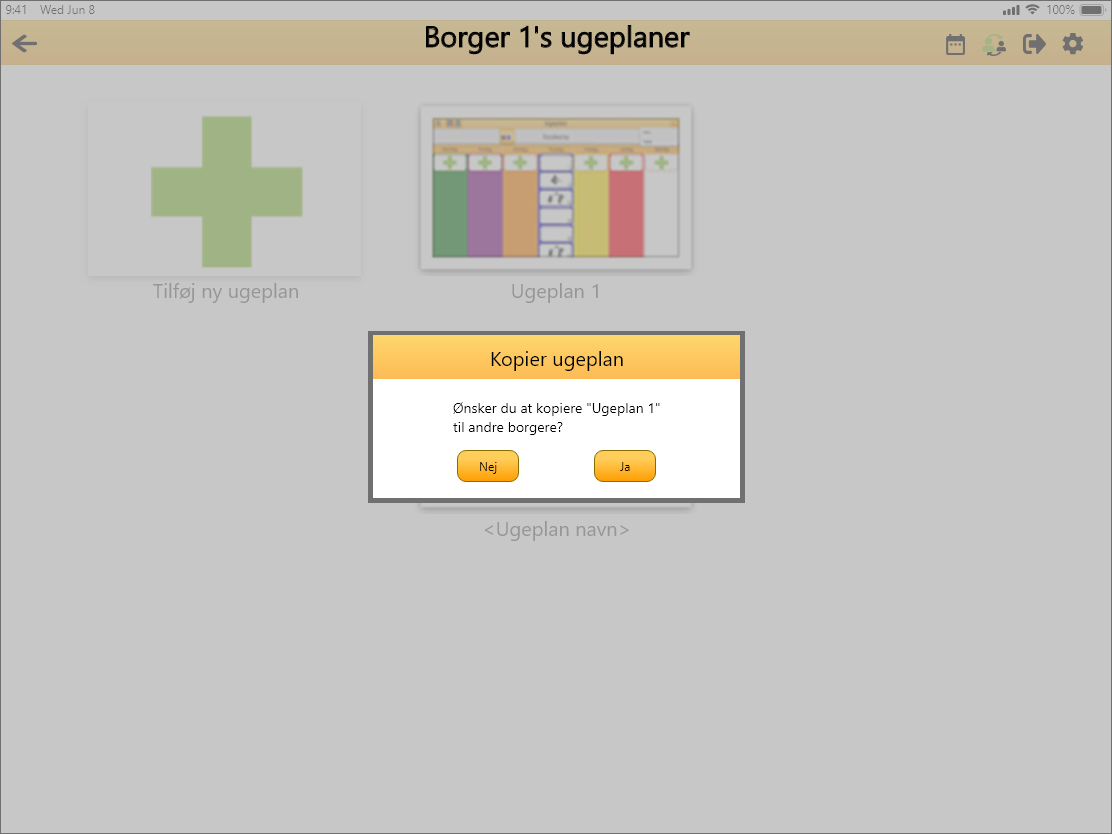 9:41 Wed Jun 8 100%
Borger 1's ugeplaner
Tilføj ny ugeplan
Ugeplan 1
Kopier ugeplan
Ønsker du at kopiere "Ugeplan 1"
til andre borgere?
Nej Ja
<Ugeplan navn>